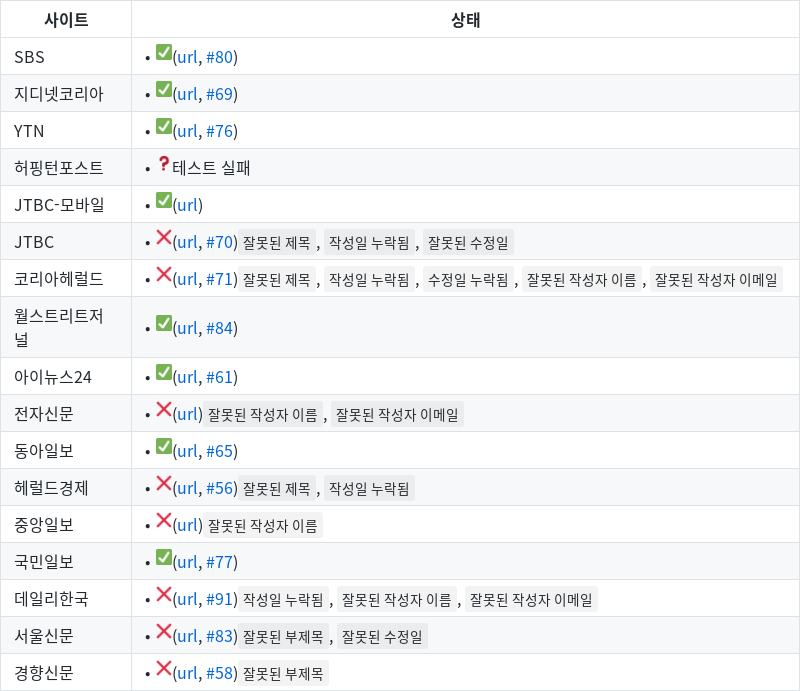 사이트 상태
SBS • ✅(url, #80)
지디넷코리아 • ✅(url, #69)
YTN • ✅(url, #76)
허핑턴포스트 • ❓테스트 실패
JTBC-모바일 • ✅(url)
JTBC • ❌(url, #70) 잘못된 제목 , 작성일 누락됨 , 잘못된 수정일
코리아헤럴드 • ❌(url, #71) 잘못된 제목 , 작성일 누락됨 , 수정일 누락됨 , 잘못된 작성자 이름 , 잘못된 작성자 이메일
월스트리트저
널 • ✅(url, #84)
아이뉴스24 • ✅(url, #61)
전자신문 • ❌(url) 잘못된 작성자 이름 , 잘못된 작성자 이메일
동아일보 • ✅(url, #65)
헤럴드경제 • ❌(url, #56) 잘못된 제목 , 작성일 누락됨
중앙일보 • ❌(url) 잘못된 작성자 이름
국민일보 • ✅(url, #77)
데일리한국 • ❌(url, #91) 작성일 누락됨 , 잘못된 작성자 이름 , 잘못된 작성자 이메일
서울신문 • ❌(url, #83) 잘못된 부제목 , 잘못된 수정일
경향신문 • ❌(url, #58) 잘못된 부제목